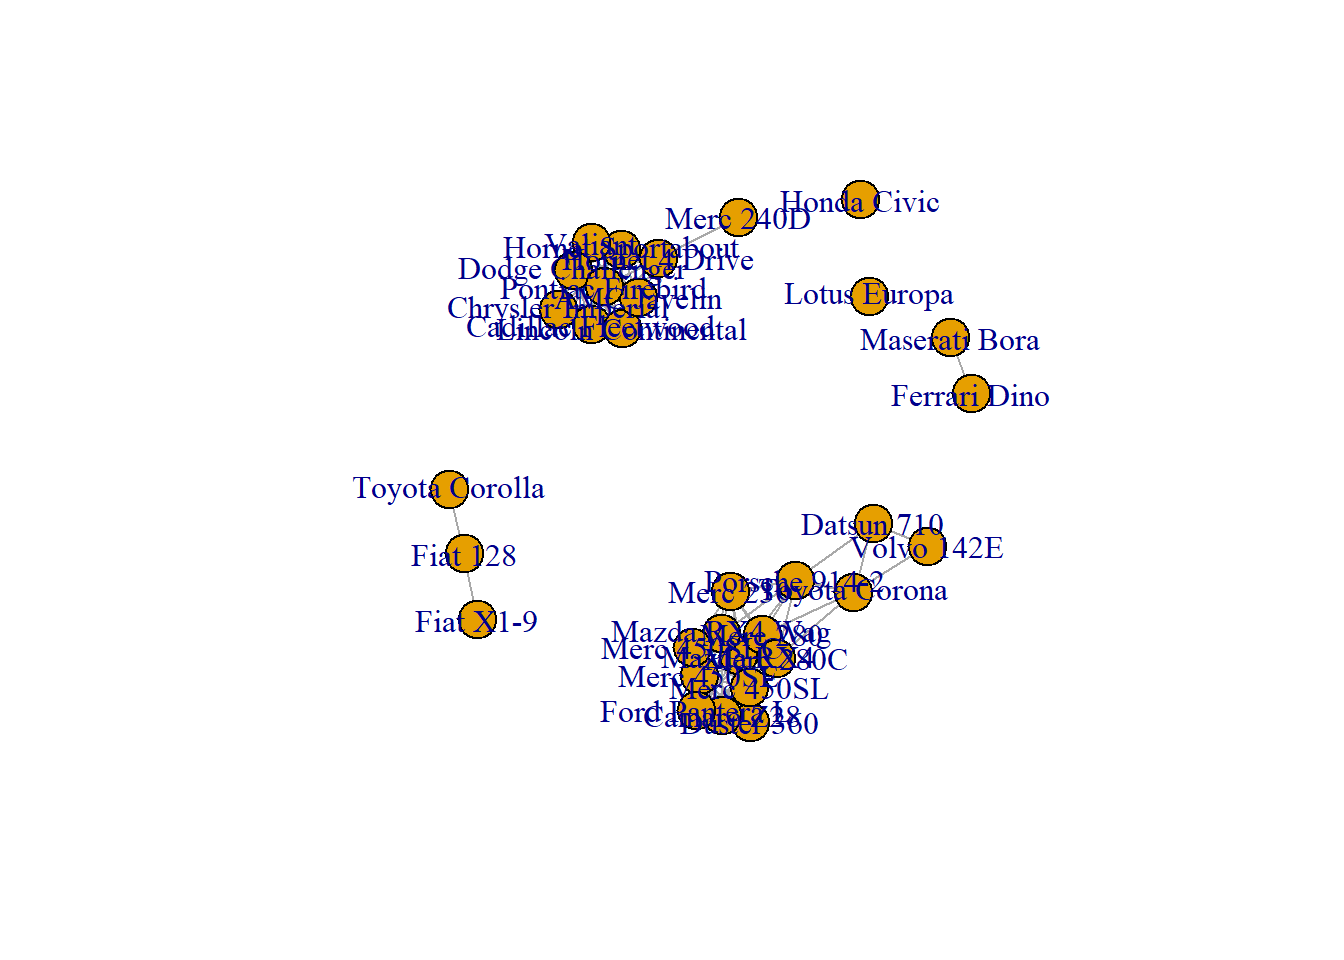 Honda Civic
Merc 240D
Valiant
Hornet Sportabout
Hornet 4 Drive
Dodge Challenger
Pontiac Firebird
AMC Javelin
Lotus Europa
Chrysler Imperial
Cadillac Fleetwood
Lincoln Continental
Maserati Bora
Ferrari Dino
Toyota Corolla
Datsun 710
Volvo 142E
Fiat 128
Porsche 914-2
Merc 230
Toyota Corona
Fiat X1-9
Mazda RX4 Wag
Merc 280
Merc 450SLC
Mazda RX4
Merc 280C
Merc 450SE
Merc 450SL
Ford Pantera L
Camaro Z28
Duster 360